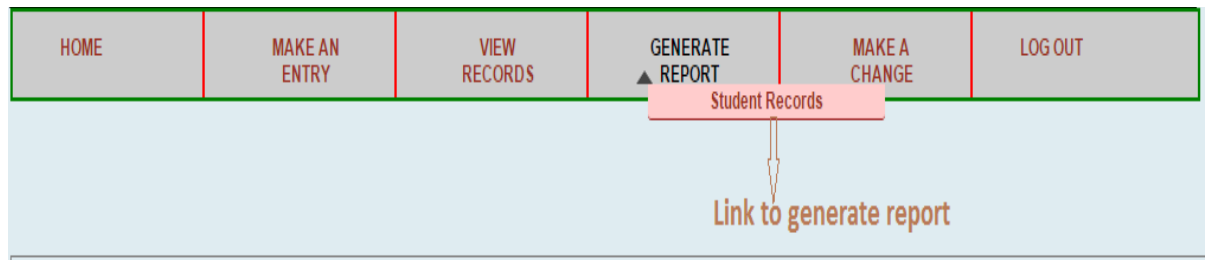 HOME
MAKE AN
ENTRY
VIEW
RECORDS
GENERATE
REPORT
MAKE A
CHANGE
LOG OUT
Student Records
Link to generate report